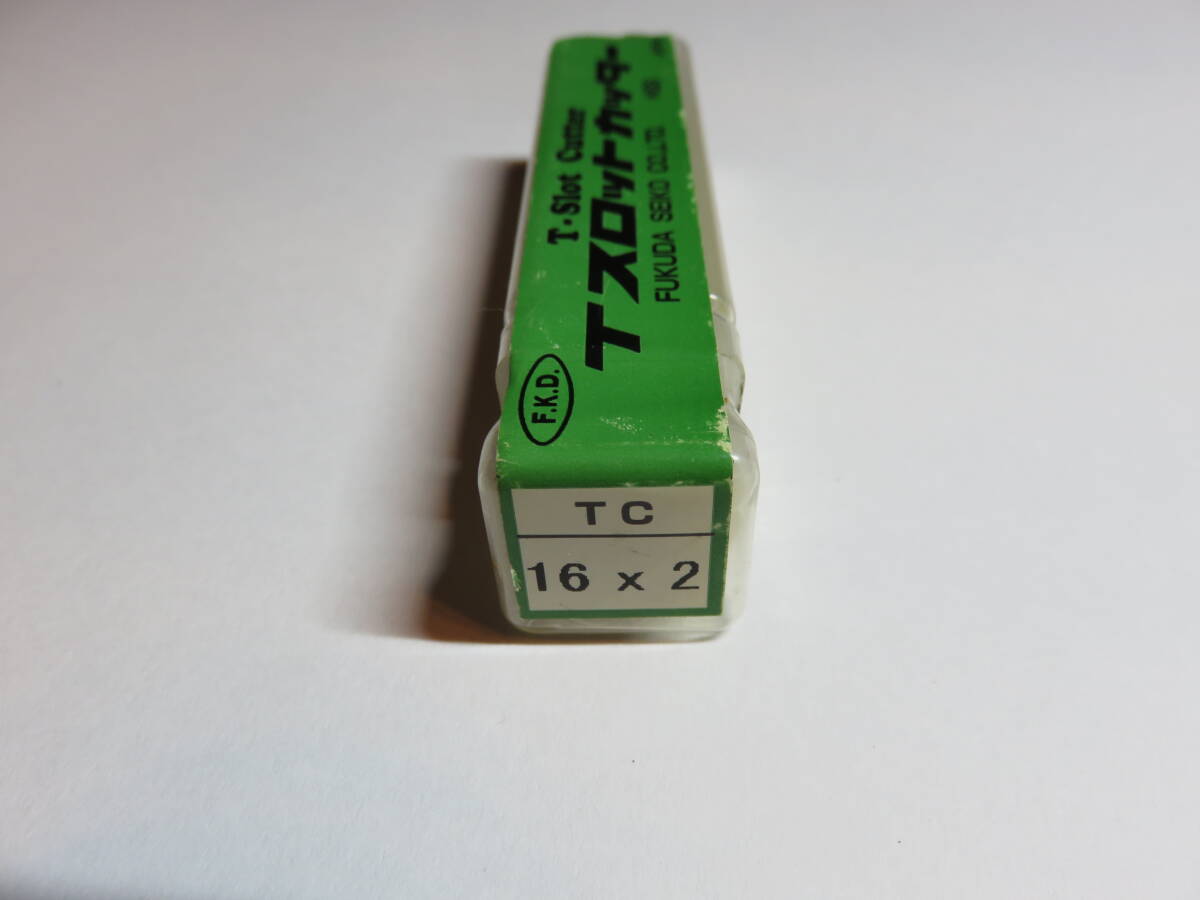 T・Slot Cutter
Tスロットカッター
FUKUDA SEIKO CO.,LTD.
F.K.D.
TC
16 x 2